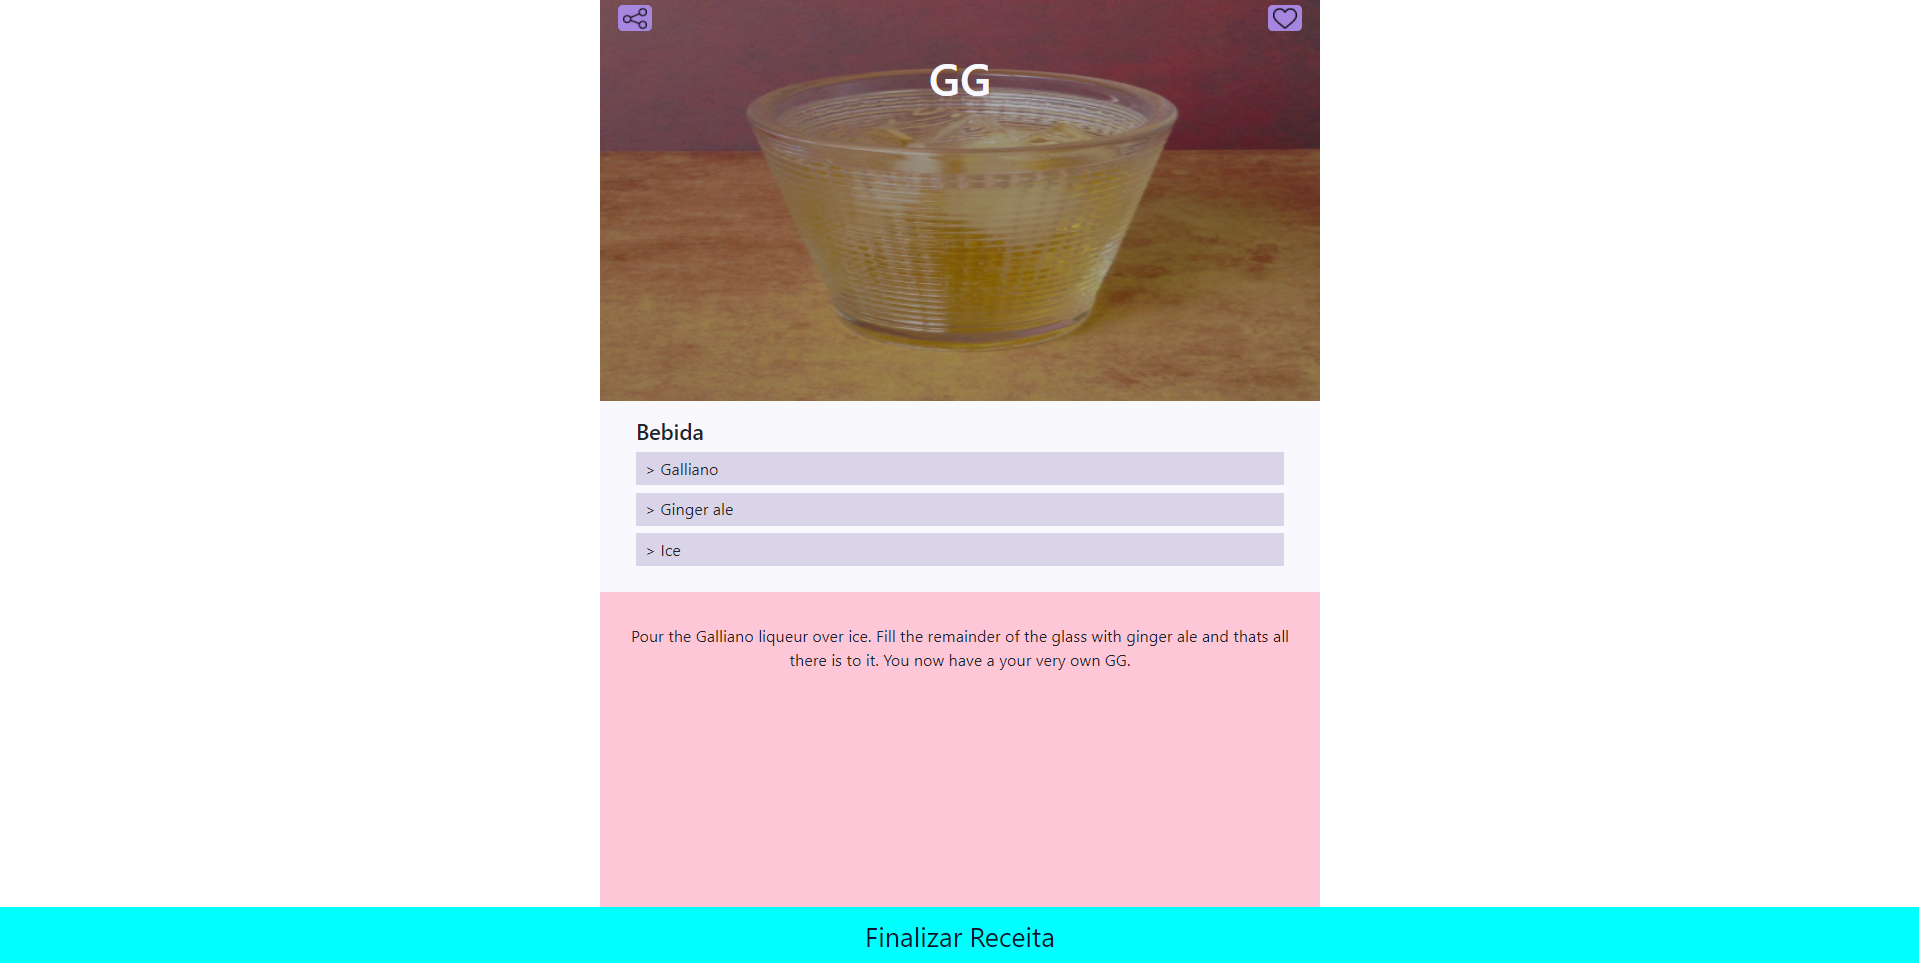 GG
Bebida
> Galliano
> Ginger ale
> Ice
Pour the Galliano liqueur over ice. Fill the remainder of the glass with ginger ale and thats all
there is to it. You now have a your very own GG.
Finalizar Receita